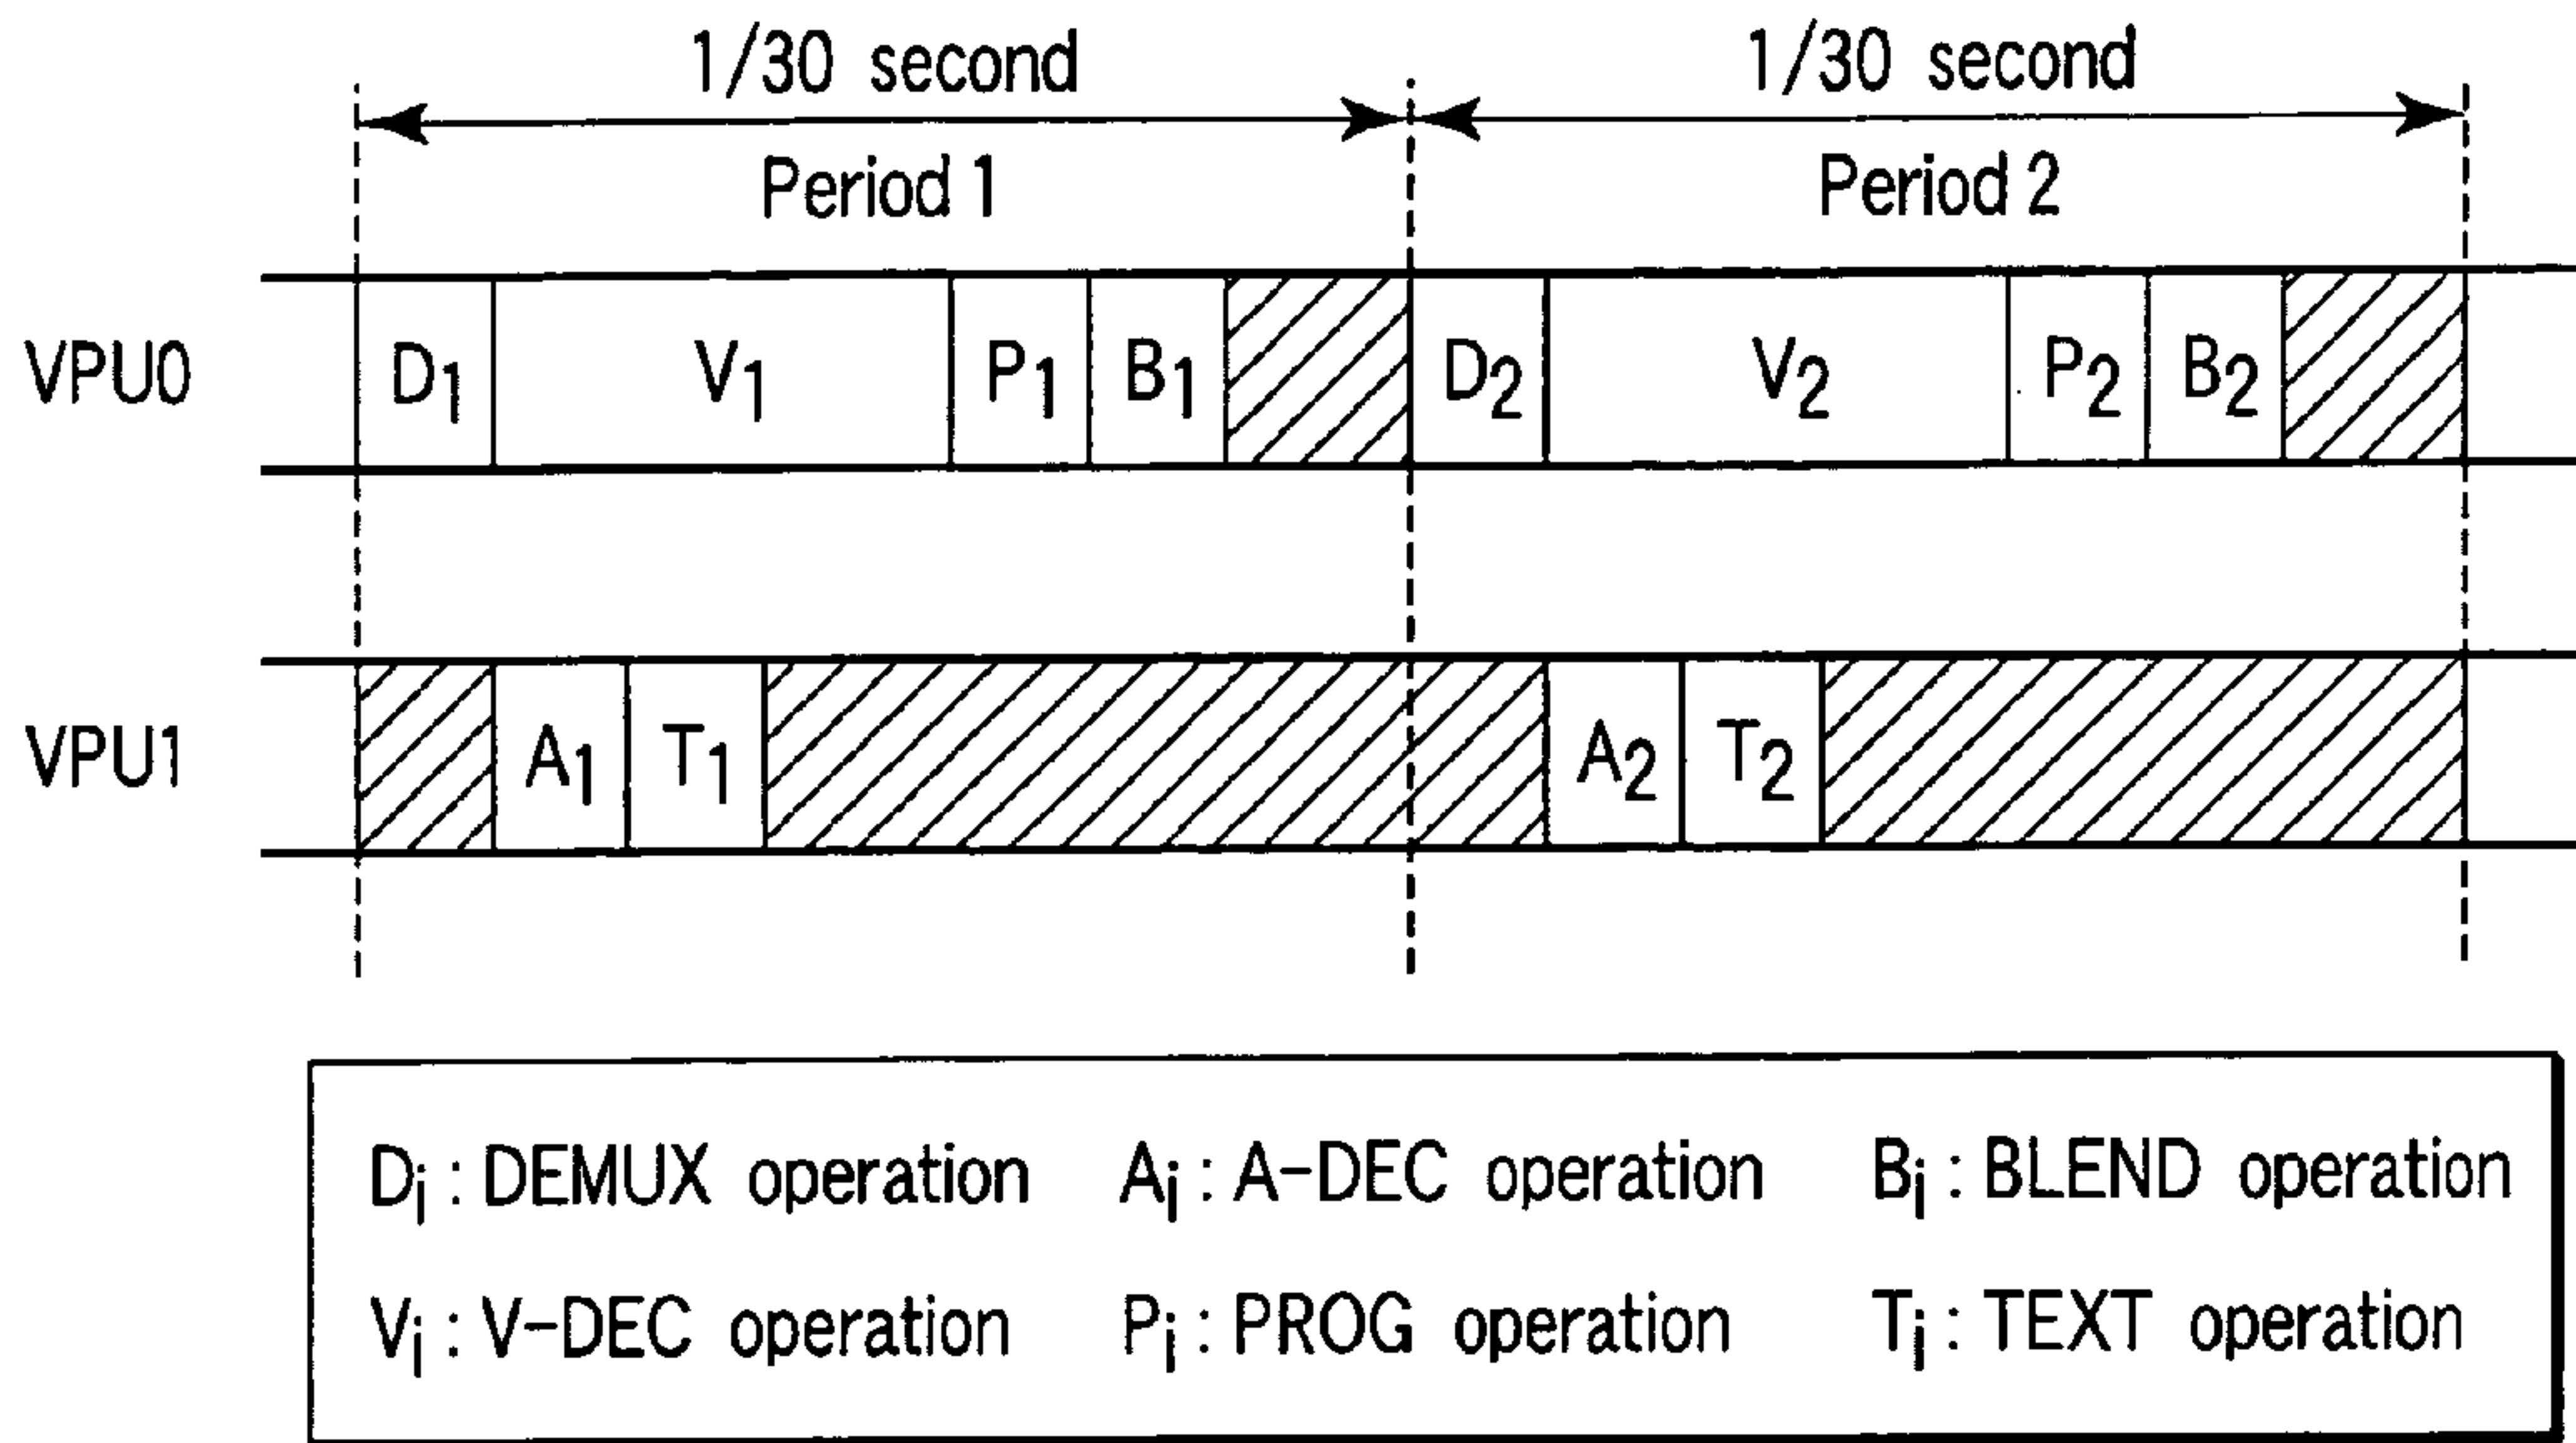 1/30 second 1/30 second
Period 1 Period 2
VPU0 D1 V1 P1 B1 D2 V2 P2 B2
VPU1 A1 T1 A2 T2
Di : DEMUX operation Ai : A-DEC operation Bi : BLEND operation
Vi : V-DEC operation Pi : PROG operation Ti : TEXT operation